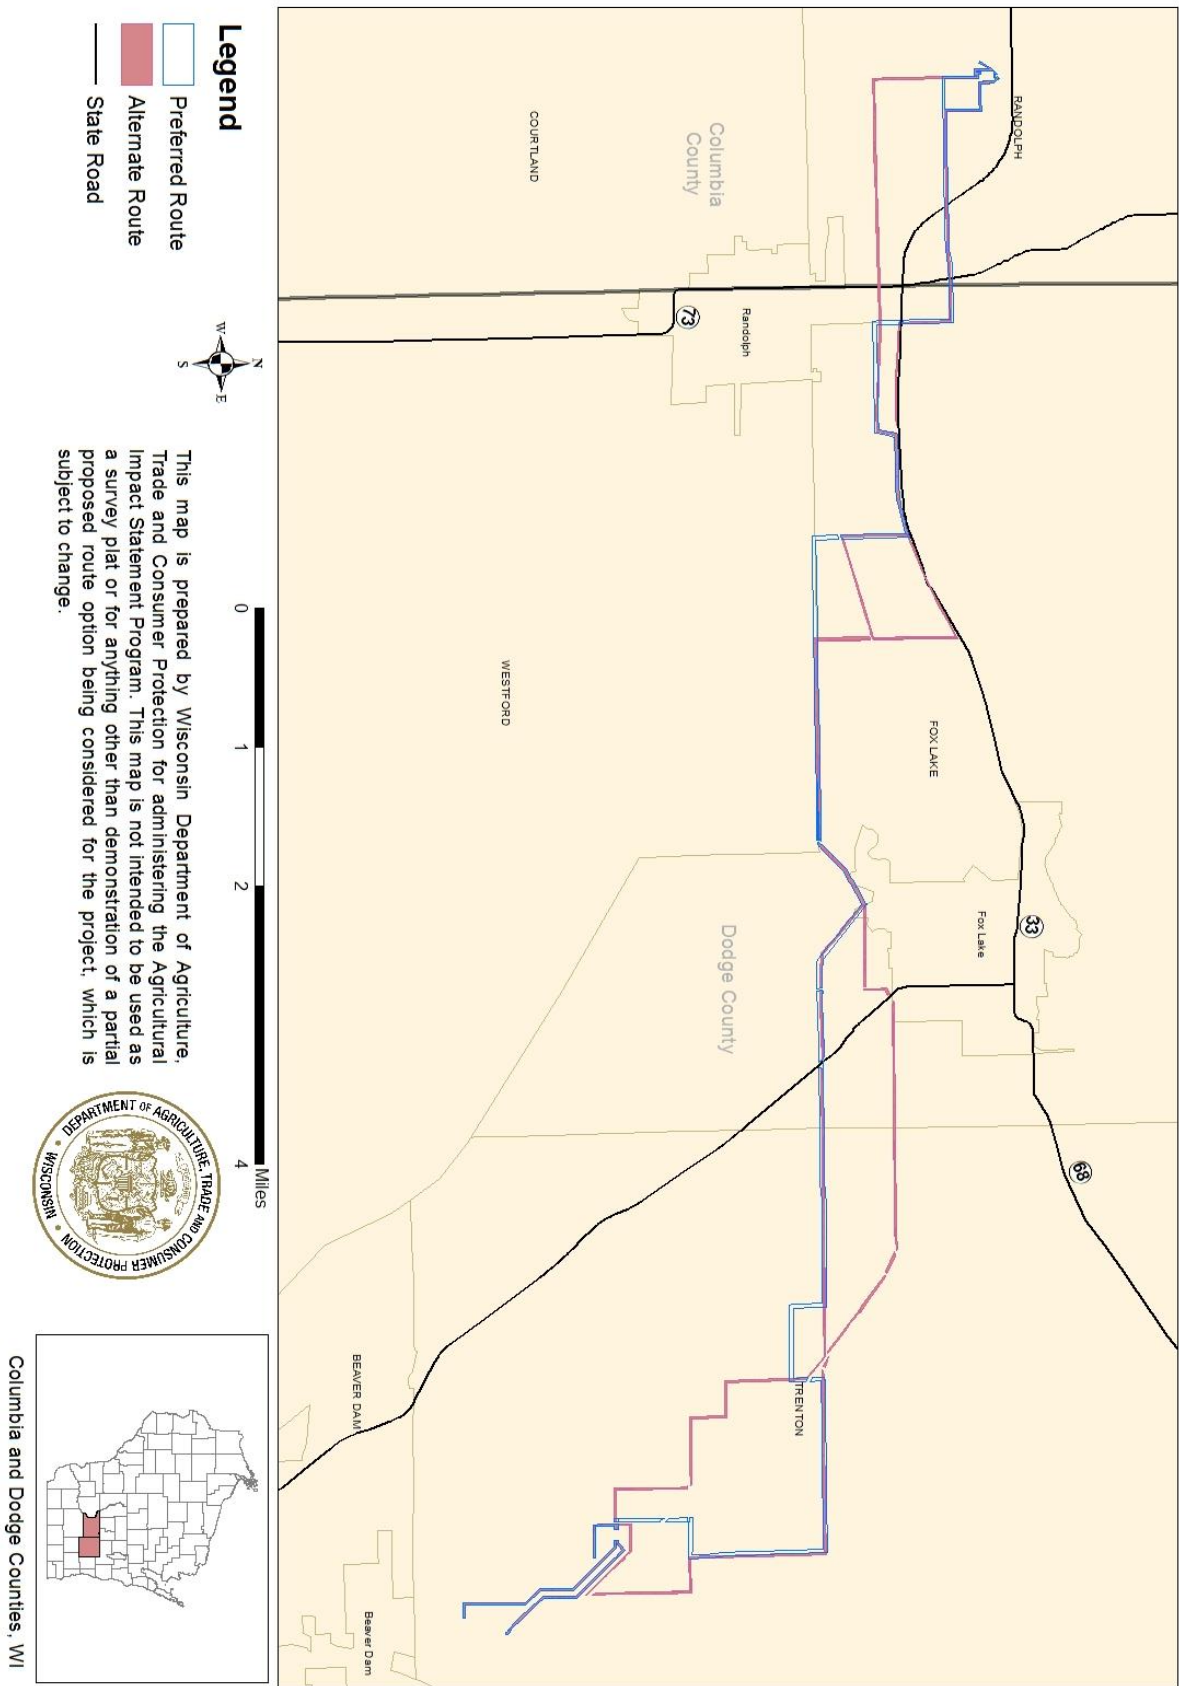 RANDOLPH
Columbia
County
COURTLAND
Randolph
73
FOX LAKE
WESTFORD
Fox Lake
33
Dodge County
68
TRENTON
BEAVER DAM
Beaver Dam
Legend
Preferred Route
Alternate Route
State Road
N
W
E
S
This map is prepared by Wisconsin Department of Agriculture,
Trade and Consumer Protection for administering the Agricultural
Impact Statement Program. This map is not intended to be used as
a survey plat or for anything other than demonstration of a partial
proposed route option being considered for the project, which is
subject to change.
0
1
2
4
Miles
DEPARTMENT OF AGRICULTURE, TRADE AND CONSUMER PROTECTION
• WISCONSIN •
Columbia and Dodge Counties, WI